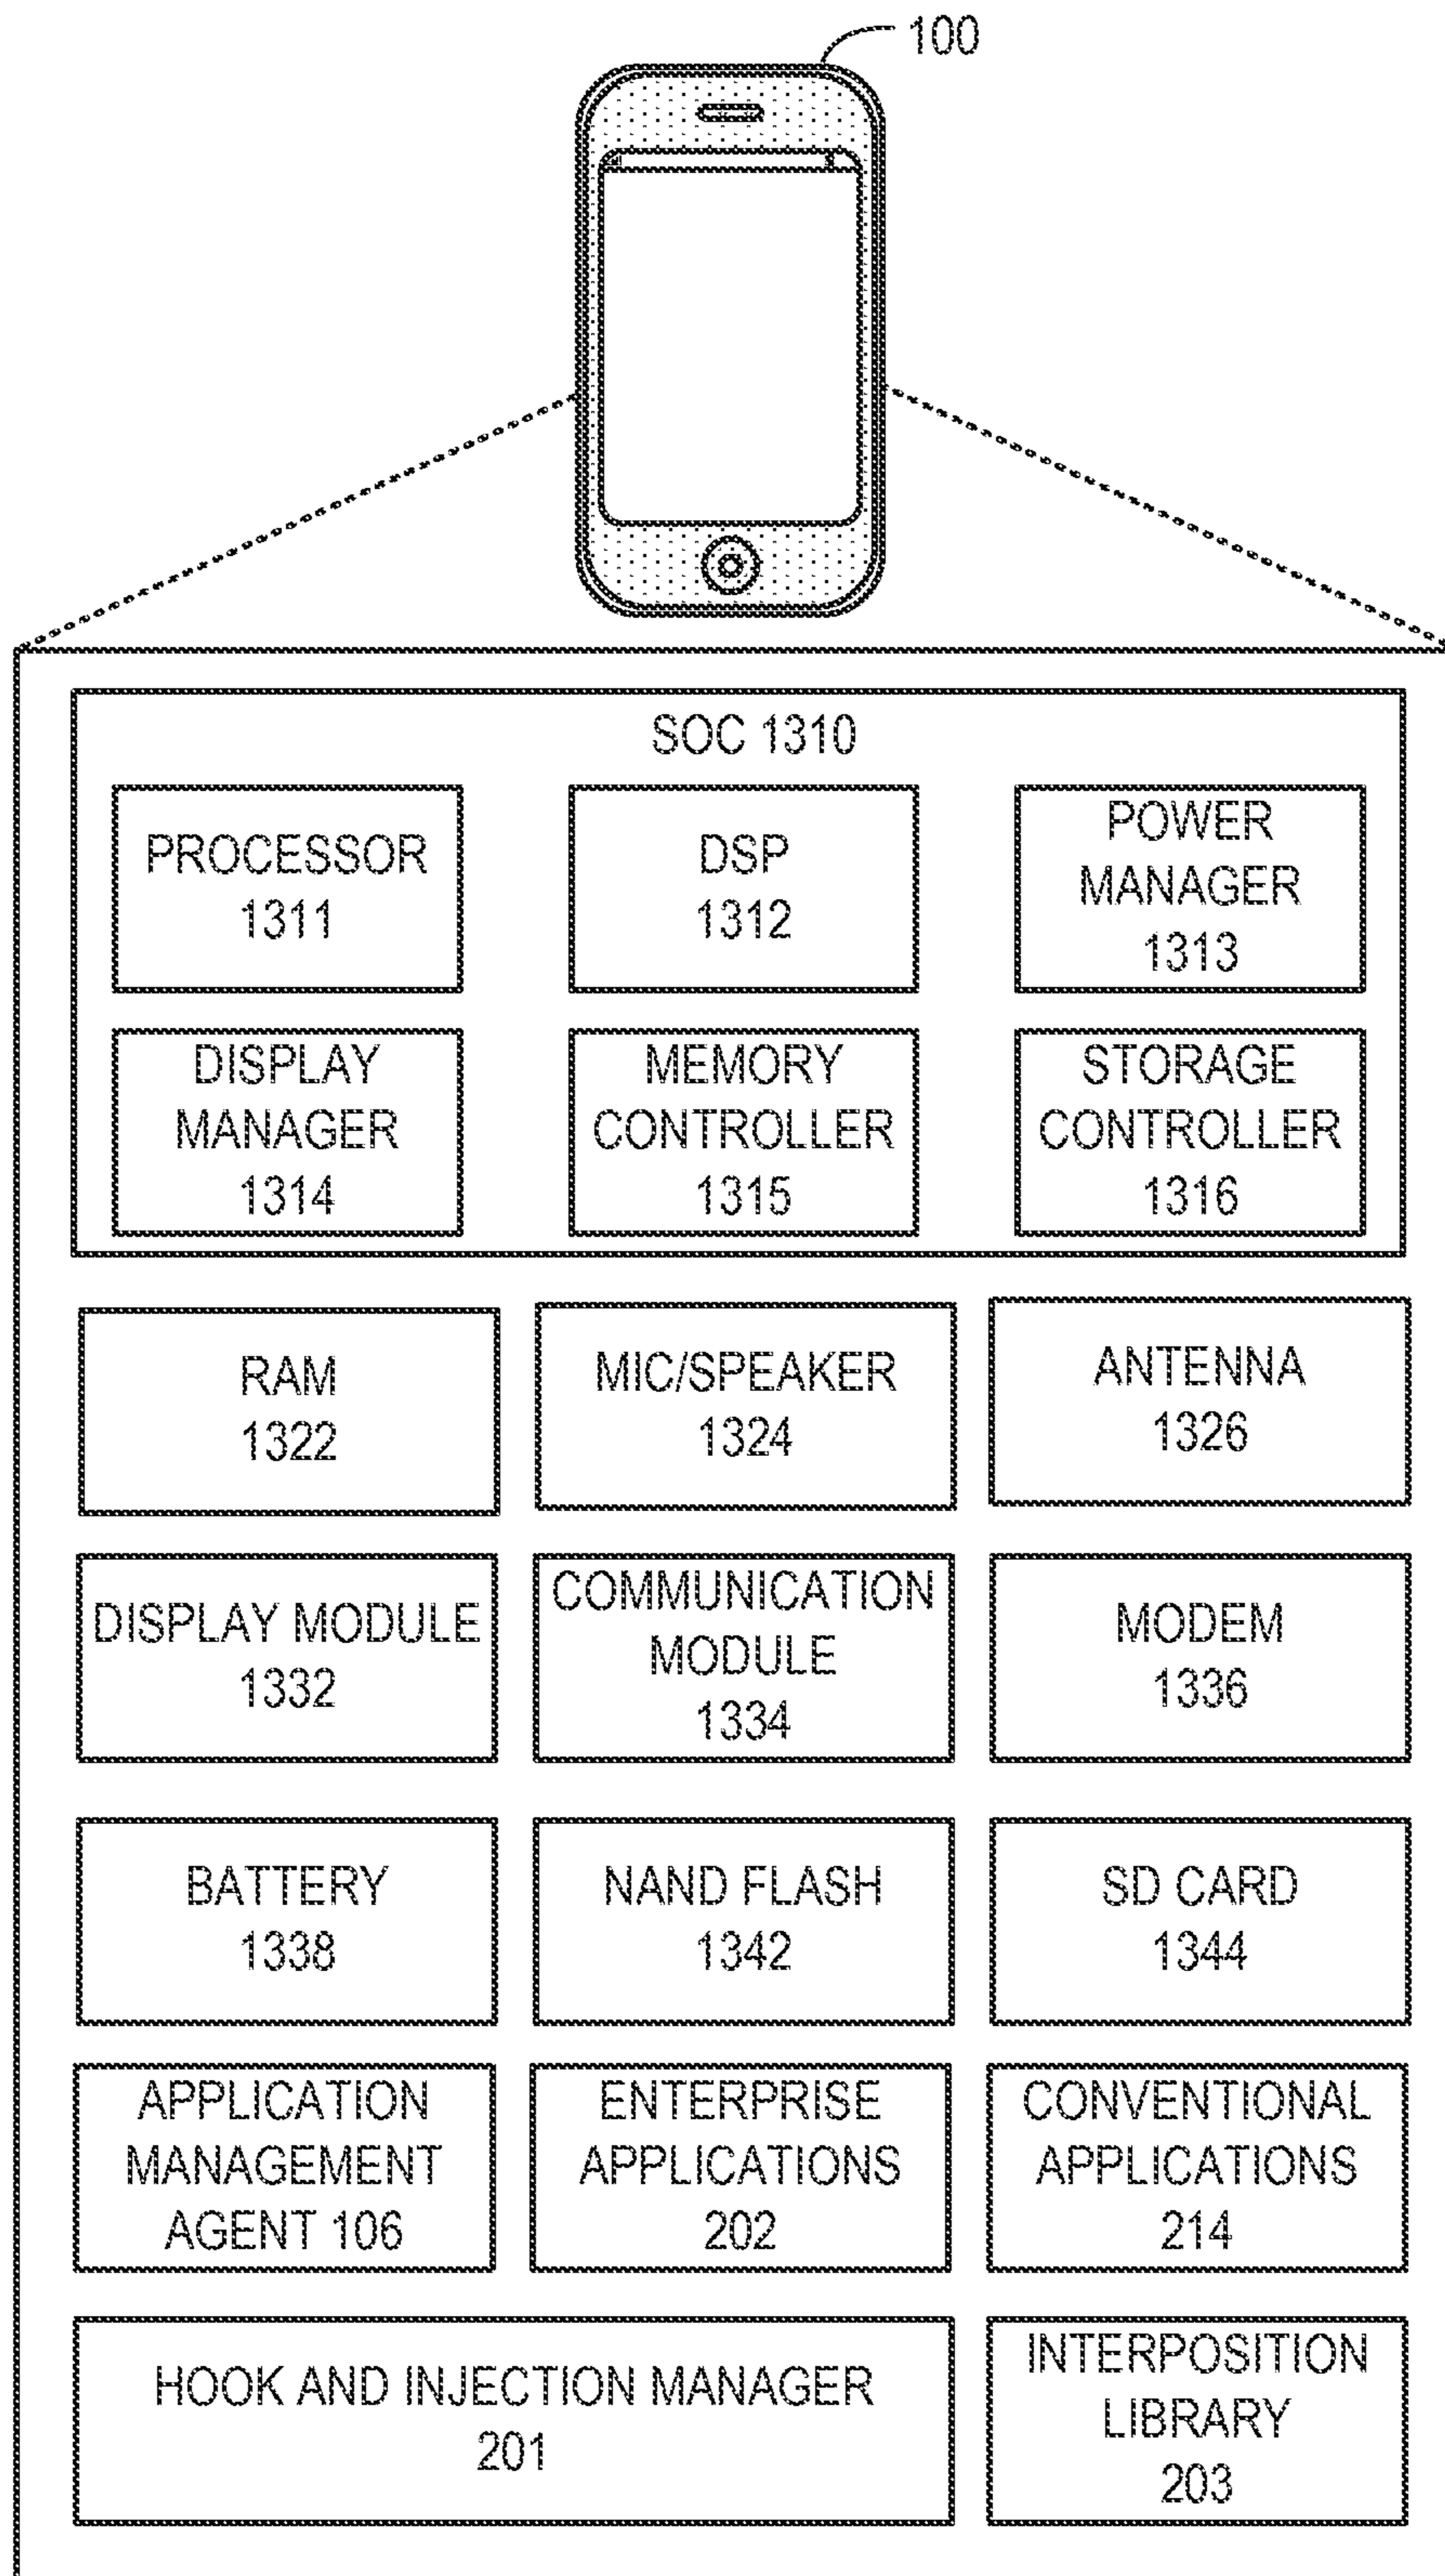 100
SOC 1310
PROCESSOR
1311
DSP
1312
POWER
MANAGER
1313
DISPLAY
MANAGER
1314
MEMORY
CONTROLLER
1315
STORAGE
CONTROLLER
1316
RAM
1322
MIC/SPEAKER
1324
ANTENNA
1326
DISPLAY MODULE
1332
COMMUNICATION
MODULE
1334
MODEM
1336
BATTERY
1338
NAND FLASH
1342
SD CARD
1344
APPLICATION
MANAGEMENT
AGENT 106
ENTERPRISE
APPLICATIONS
202
CONVENTIONAL
APPLICATIONS
214
HOOK AND INJECTION MANAGER
201
INTERPOSITION
LIBRARY
203